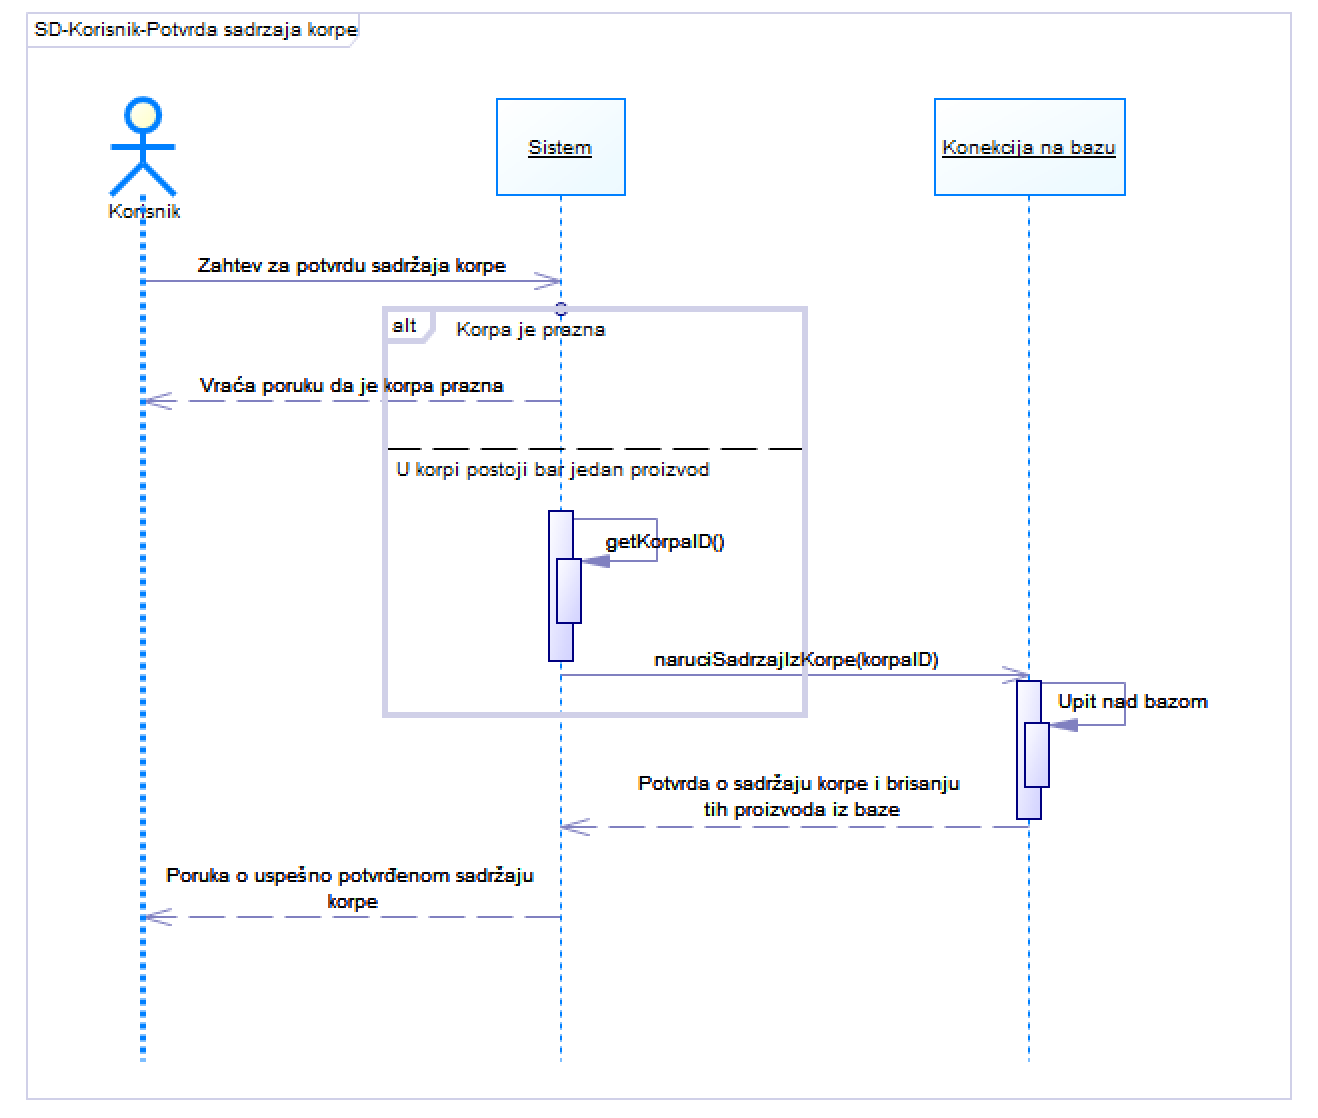 SD-Korisnik-Potvrda sadrzaja korpe
Sistem
Konekcija na bazu
Korisnik
Zahtev za potvrdu sadržaja korpe
alt
Korpa je prazna
Vraća poruku da je korpa prazna
U korpi postoji bar jedan proizvod
getKorpaID()
naruciSadrzajIzKorpe(korpaID)
Upit nad bazom
Potvrda o sadržaju korpe i brisanju
tih proizvoda iz baze
Poruka o uspešno potvrđenom sadržaju
korpe